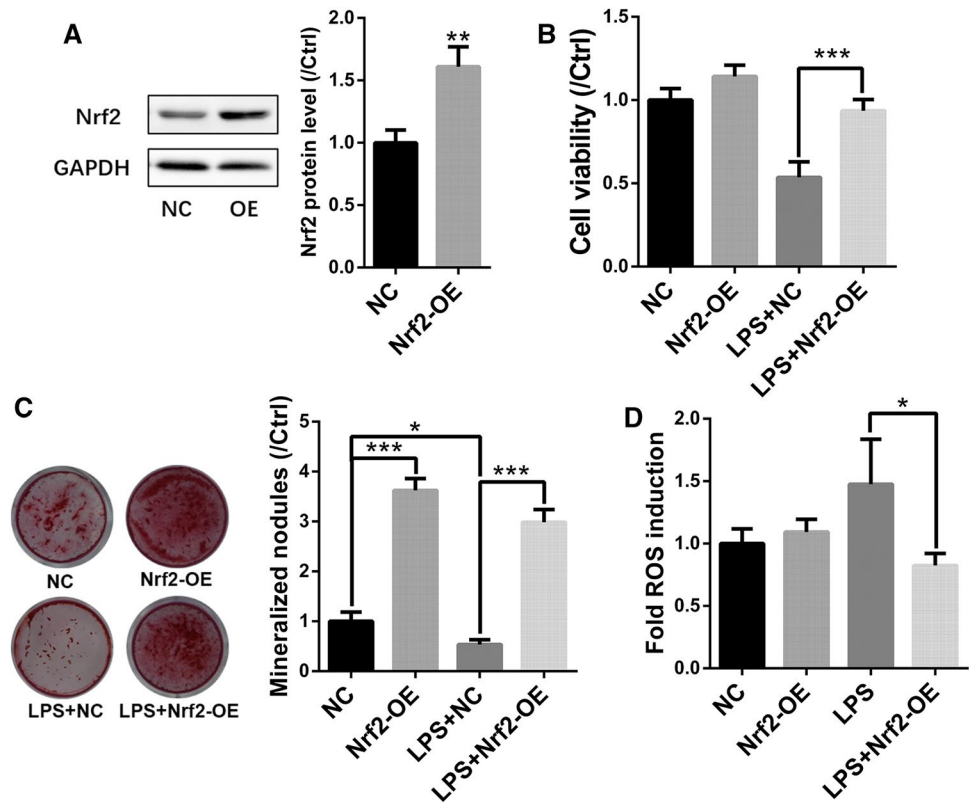 A
Nrf2
GAPDH
NC OE
Nrf2 protein level (/Ctrl)
2.0
1.5
1.0
0.5
0.0
**
NC
Nrf2-OE
B
Cell viability (/Ctrl)
1.5
1.0
0.5
0.0
***
NC
Nrf2-OE
LPS+NC
LPS+Nrf2-OE
C
NC
Nrf2-OE
LPS+NC
LPS+Nrf2-OE
Mineralized nodules (/Ctrl)
5
4
3
2
1
0
*
***
***
NC
Nrf2-OE
LPS+NC
LPS+Nrf2-OE
D
Fold ROS induction
2.0
1.5
1.0
0.5
0.0
*
NC
Nrf2-OE
LPS
LPS+Nrf2-OE